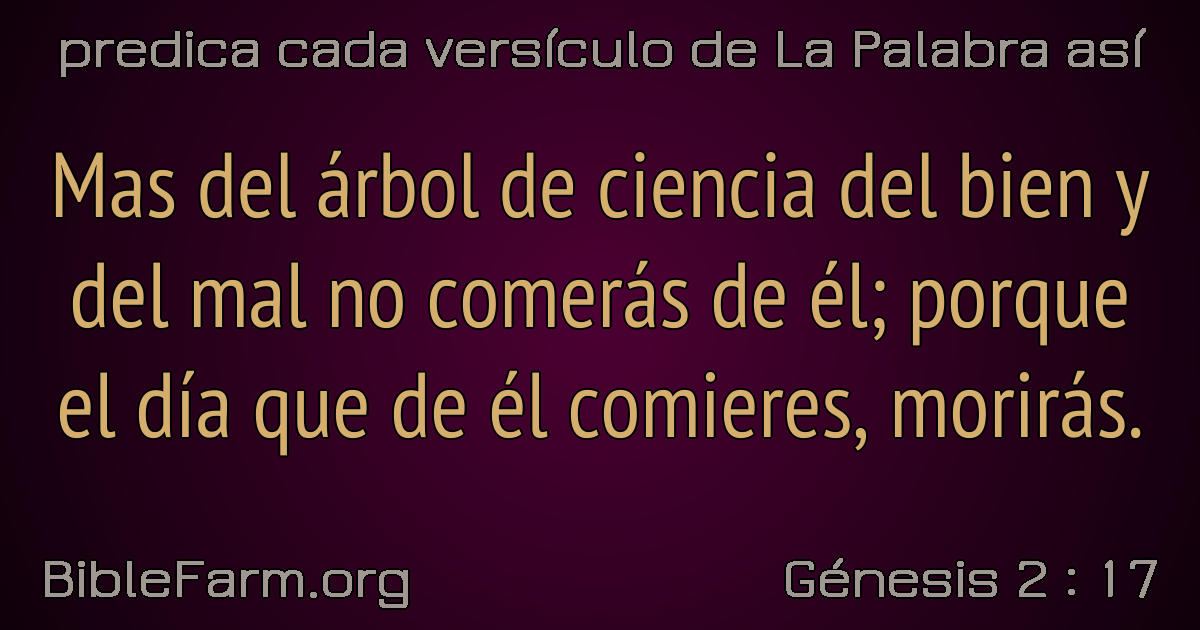 predica cada versículo de La Palabra así
Mas del árbol de ciencia del bien y
del mal no comerás de él; porque
el día que de él comieres, morirás.
BibleFarm.org
Génesis 2 : 17